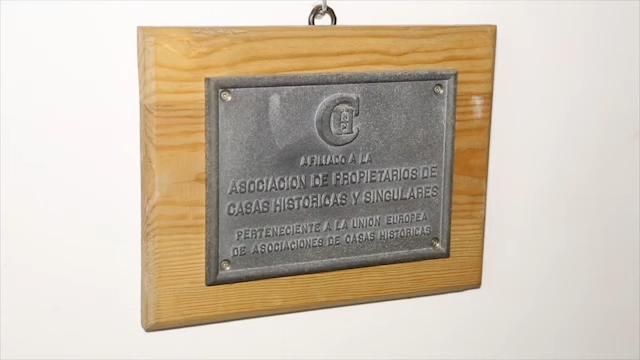 AFILIADO A LA
ASOCIACION DE PROPIETARIOS DE
CASAS HISTORICAS Y SINGULARES
PERTENECIENTE A LA UNION EUROPEA
DE ASOCIACIONES DE CASAS HISTORICAS